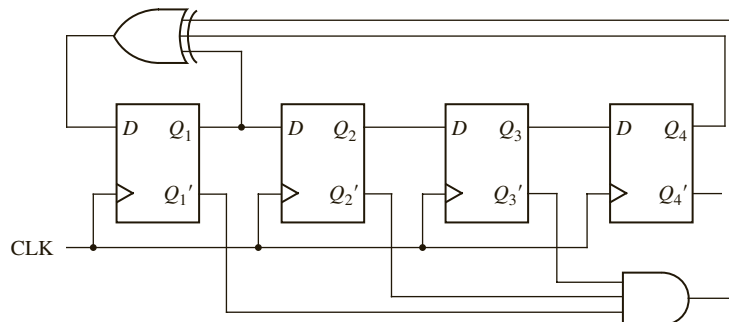 D Q₁ D Q₂ D Q₃ D Q₄
Q₁′ Q₂′ Q₃′ Q₄′
CLK